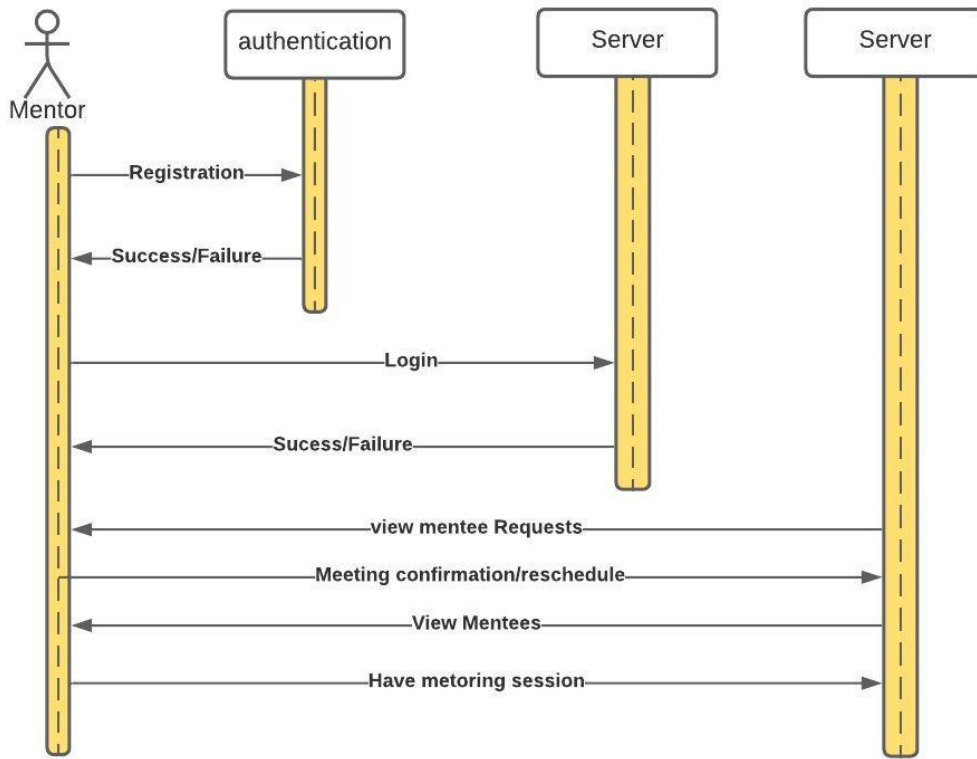 authentication
Server
Server
Mentor
Registration
Success/Failure
Login
Sucess/Failure
view mentee Requests
Meeting confirmation/reschedule
View Mentees
Have metoring session